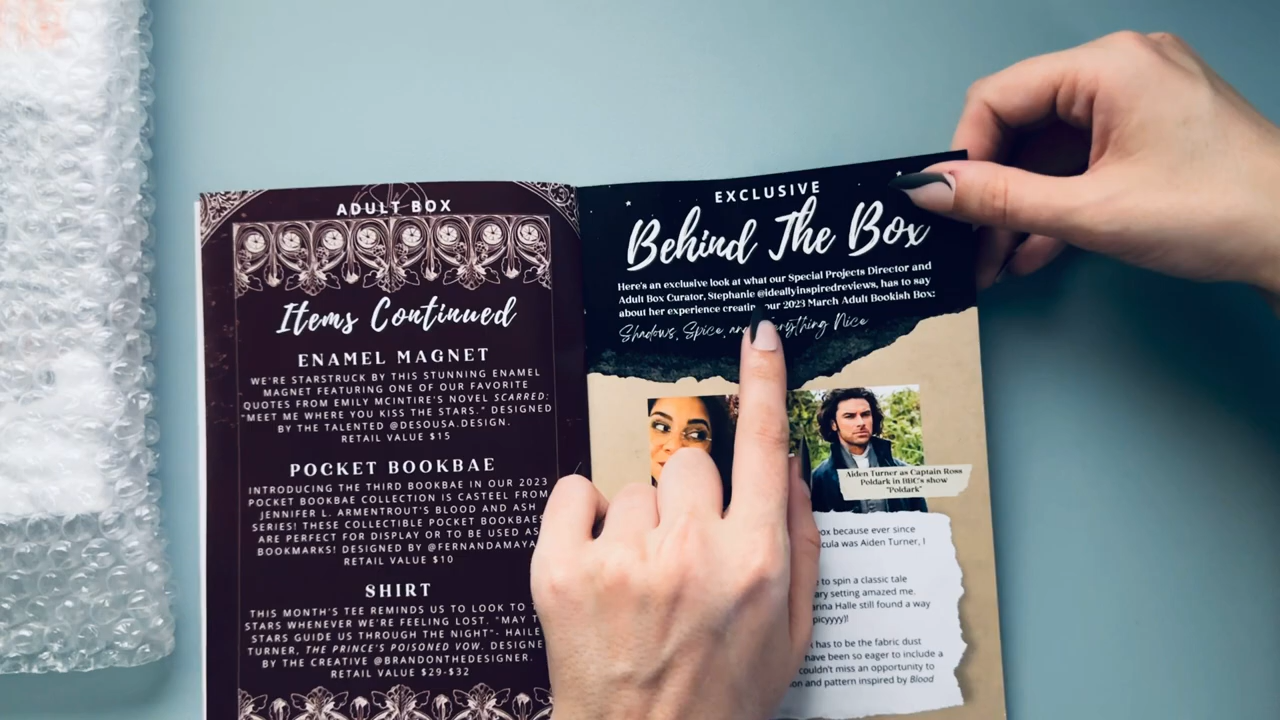 ADULT BOX
Items Continued
ENAMEL MAGNET
WE'RE STARSTRUCK BY THIS STUNNING ENAMEL
MAGNET FEATURING ONE OF OUR FAVORITE
QUOTES FROM EMILY MCINTIRE'S NOVEL SCARRED:
"MEET ME WHERE YOU KISS THE STARS." DESIGNED
BY THE TALENTED @DESOUSA.DESIGN.
RETAIL VALUE $15
POCKET BOOKBAE
INTRODUCING THE THIRD BOOKBAE IN OUR 2023
POCKET BOOKBAE COLLECTION IS CASTEEL FROM
JENNIFER L. ARMENTROUT'S BLOOD AND ASH
SERIES! THESE COLLECTIBLE POCKET BOOKBAES
ARE PERFECT FOR DISPLAY OR TO BE USED AS
BOOKMARKS! DESIGNED BY @FERNANDAMAYA
RETAIL VALUE $10
SHIRT
THIS MONTH'S TEE REMINDS US TO LOOK TO
STARS WHENEVER WE'RE FEELING LOST. "MAY
STARS GUIDE US THROUGH THE NIGHT"- HAILE
TURNER, THE PRINCE'S POISONED VOW. DESIGNE
BY THE CREATIVE @BRANDONTHEDESIGNER.
RETAIL VALUE $29-$32
EXCLUSIVE
Behind The Box
Here's an exclusive look at what our Special Projects Director and
Adult Box Curator, Stephanie @ideallyinspiredreviews, has to say
about her experience creating our 2023 March Adult Bookish Box:
Shadows, Spice, and Everything Nice
Aiden Turner as Captain Ross
Poldark in BBC's show
"Poldark"
ox because ever since
cula was Aiden Turner, I
to spin a classic tale
ary setting amazed me.
arina Halle still found a way
picyyyy)!
has to be the fabric dust
have been so eager to include a
couldn't miss an opportunity to
on and pattern inspired by Blood